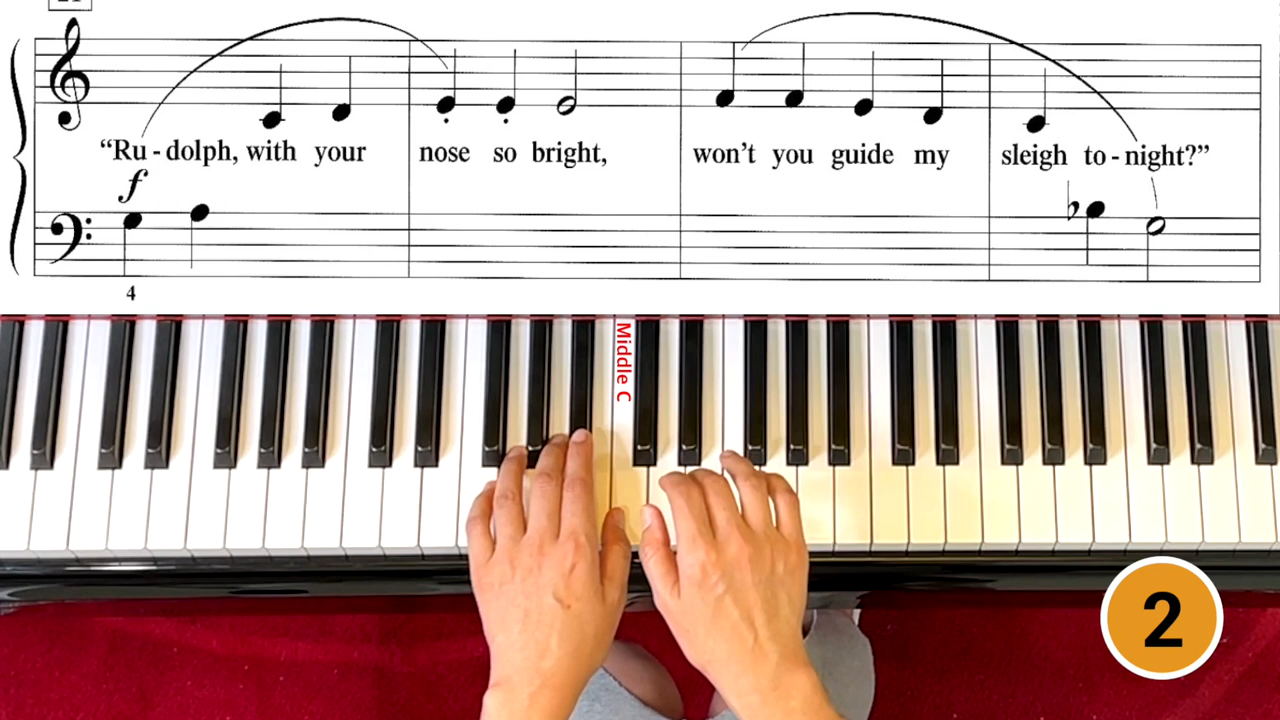 “Ru - dolph, with your nose so bright, won’t you guide my sleigh to - night?”
f
4
Middle C
2